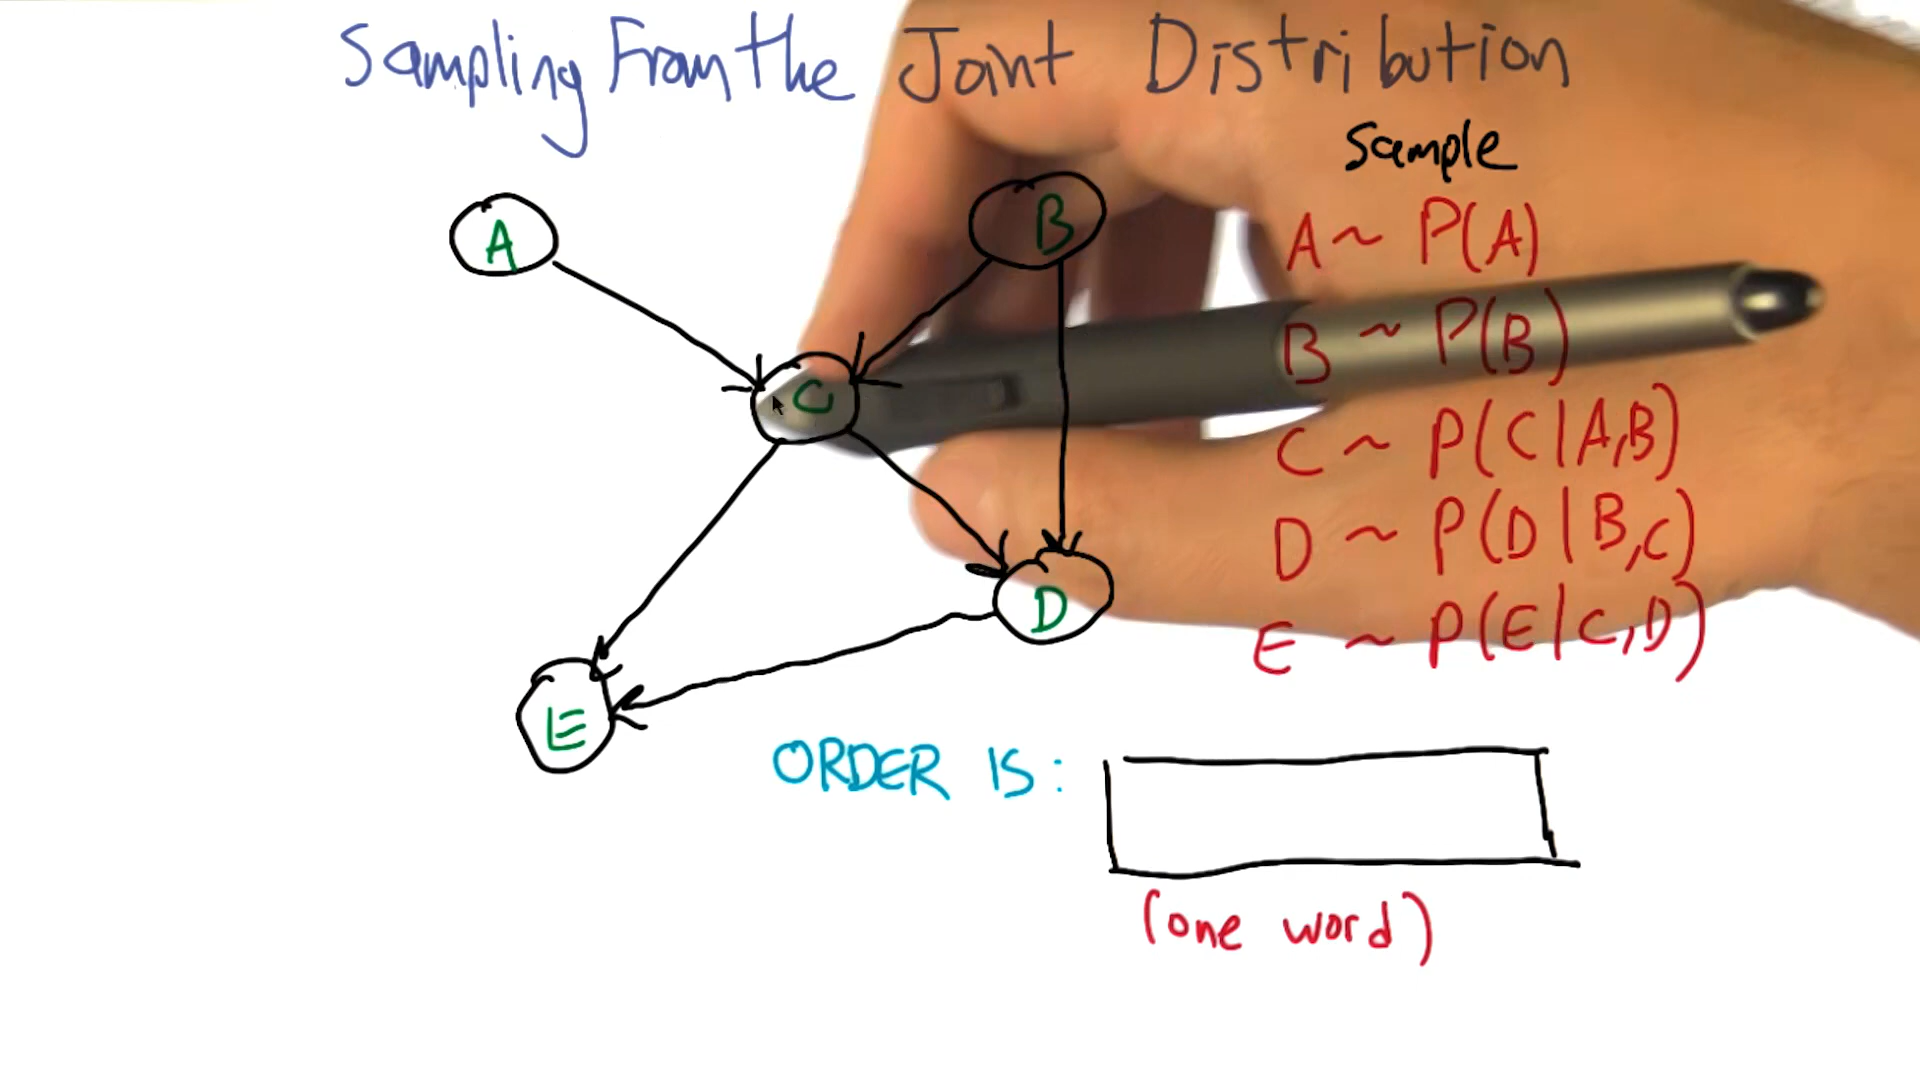 Sampling From the Joint Distribution
Sample
A
B
A ~ P(A)
B ~ P(B)
C
C ~ P(C|A,B)
D ~ P(D|B,C)
D
E ~ P(E|C,D)
E
ORDER IS:
(one word)